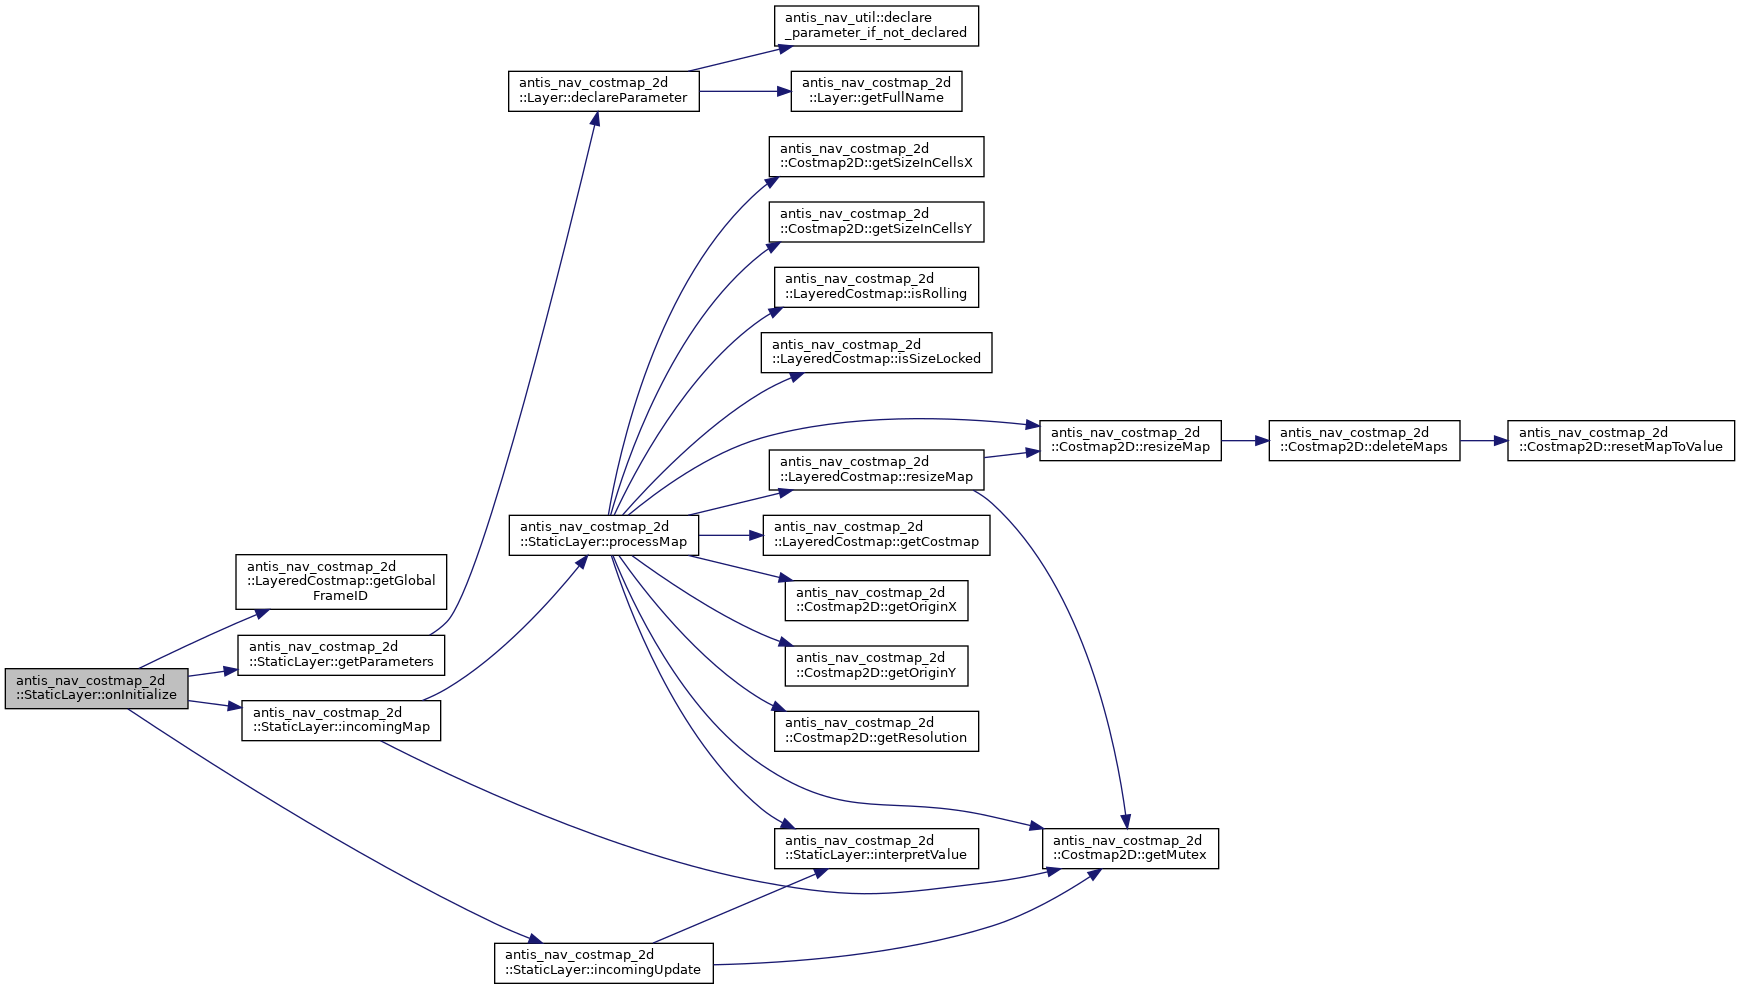 antis_nav_util::declare
_parameter_if_not_declared
antis_nav_costmap_2d
::Layer::declareParameter
antis_nav_costmap_2d
::Layer::getFullName
antis_nav_costmap_2d
::Costmap2D::getSizeInCellsX
antis_nav_costmap_2d
::Costmap2D::getSizeInCellsY
antis_nav_costmap_2d
::LayeredCostmap::isRolling
antis_nav_costmap_2d
::LayeredCostmap::isSizeLocked
antis_nav_costmap_2d
::Costmap2D::resizeMap
antis_nav_costmap_2d
::Costmap2D::deleteMaps
antis_nav_costmap_2d
::Costmap2D::resetMapToValue
antis_nav_costmap_2d
::LayeredCostmap::resizeMap
antis_nav_costmap_2d
::StaticLayer::processMap
antis_nav_costmap_2d
::LayeredCostmap::getCostmap
antis_nav_costmap_2d
::LayeredCostmap::getGlobal
FrameID
antis_nav_costmap_2d
::Costmap2D::getOriginX
antis_nav_costmap_2d
::StaticLayer::getParameters
antis_nav_costmap_2d
::Costmap2D::getOriginY
antis_nav_costmap_2d
::StaticLayer::onInitialize
antis_nav_costmap_2d
::StaticLayer::incomingMap
antis_nav_costmap_2d
::Costmap2D::getResolution
antis_nav_costmap_2d
::StaticLayer::interpretValue
antis_nav_costmap_2d
::Costmap2D::getMutex
antis_nav_costmap_2d
::StaticLayer::incomingUpdate